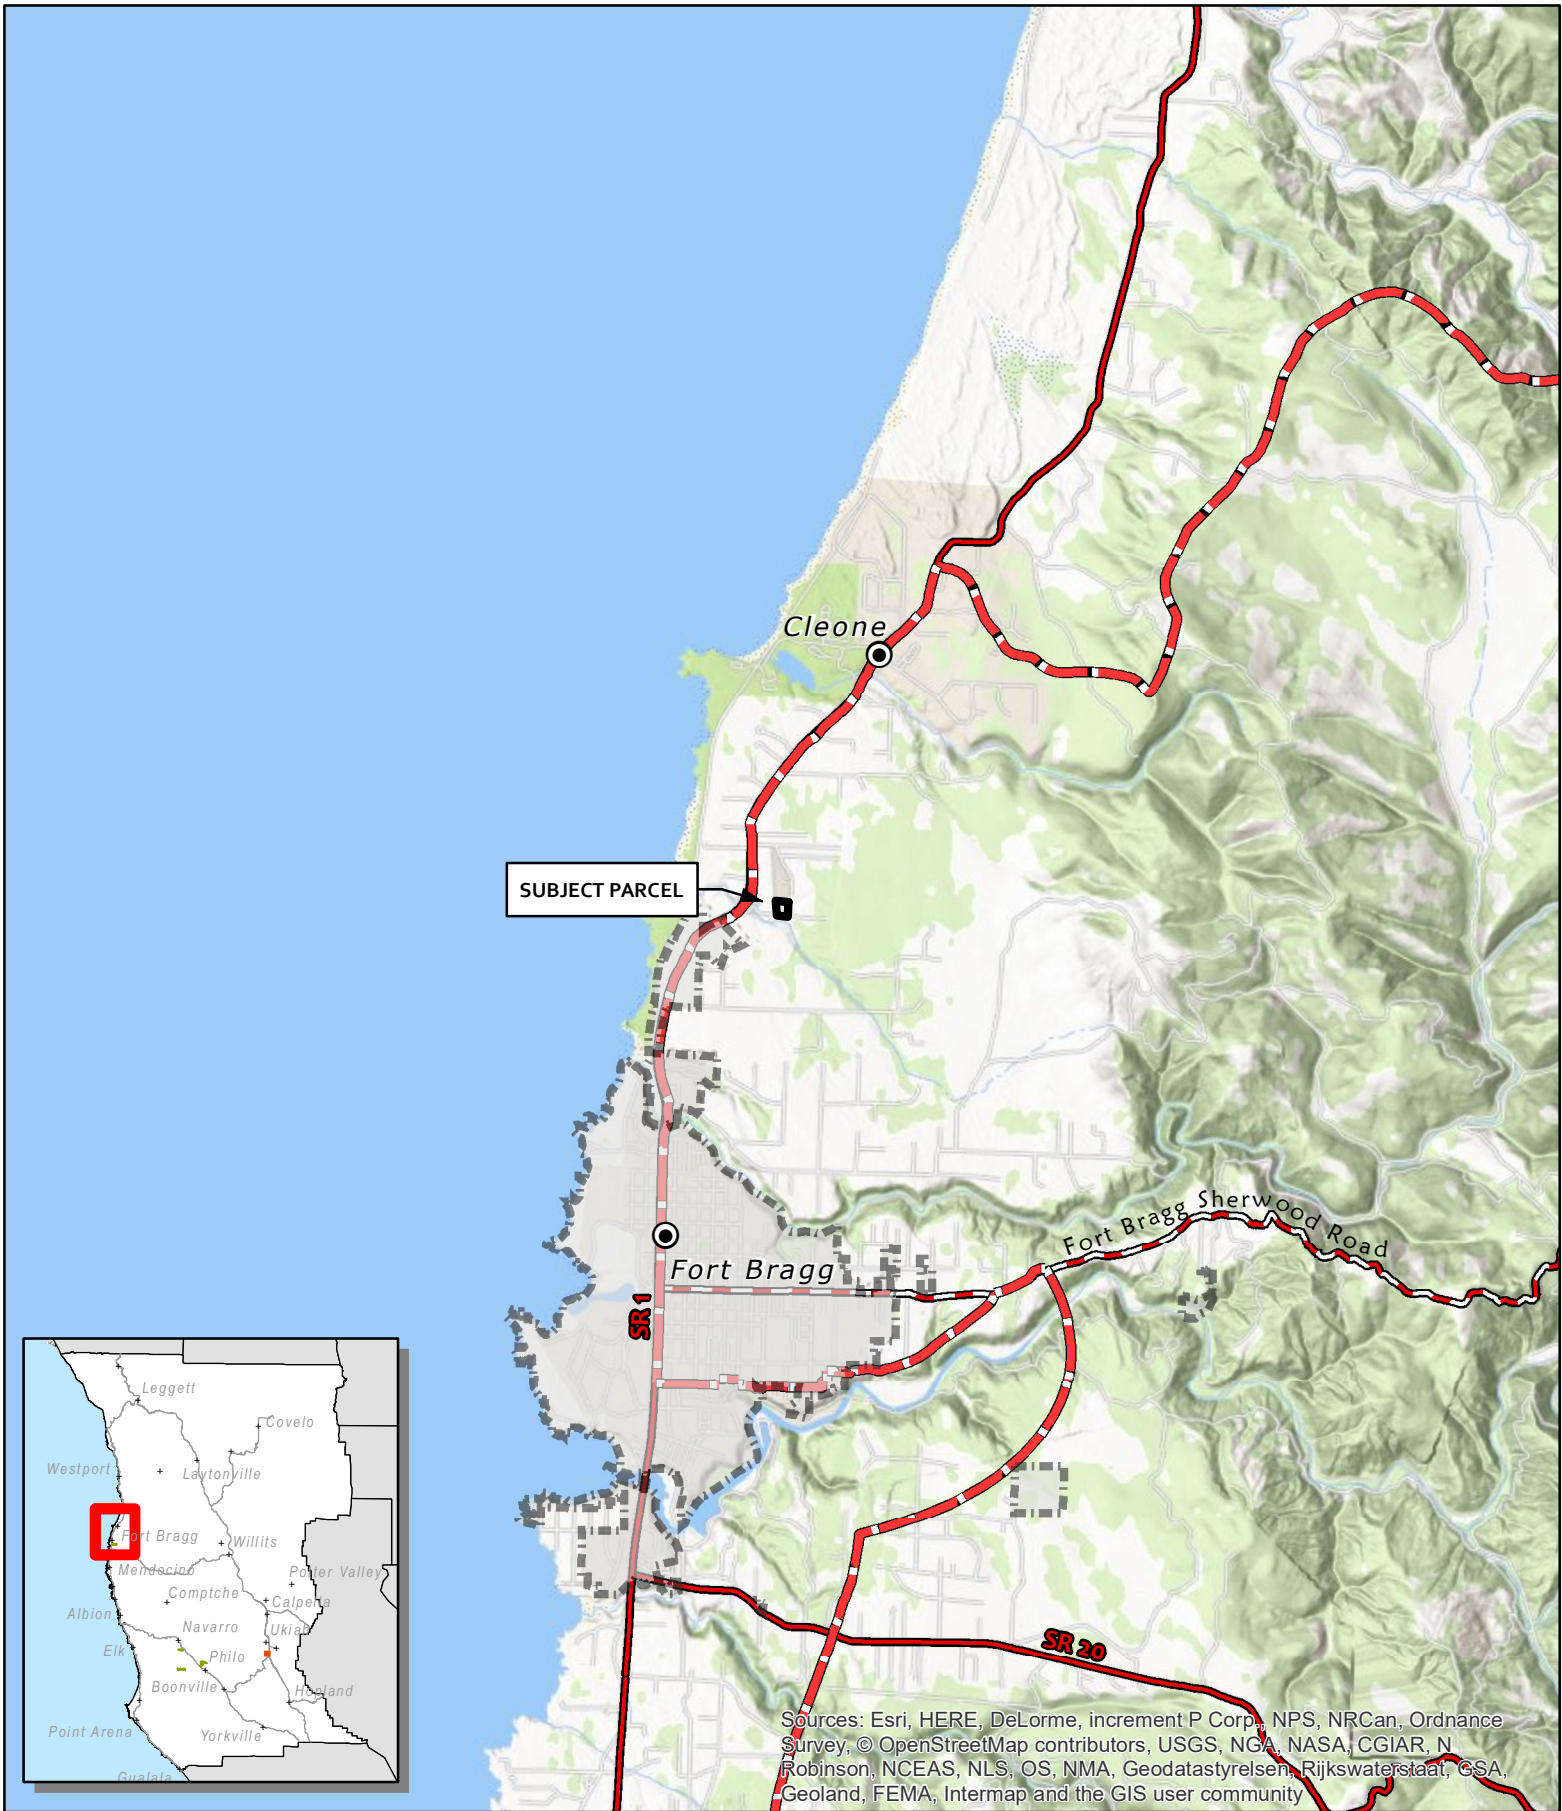 Cleone
SUBJECT PARCEL
Fort Bragg Sherwood Road
Fort Bragg
SR 1
SR 20
Leggett
Covelo
Westport
Laytonville
Fort Bragg
Willits
Mendocino
Potter Valley
Comptche
Calpella
Albion
Navarro
Ukiah
Elk
Philo
Boonville
Hopland
Point Arena
Yorkville
Gualala
Sources: Esri, HERE, DeLorme, increment P Corp., NPS, NRCan, Ordnance
Survey, © OpenStreetMap contributors, USGS, NGA, NASA, CGIAR, N
Robinson, NCEAS, NLS, OS, NMA, Geodatastyrelsen, Rijkswaterstaat, GSA,
Geoland, FEMA, Intermap and the GIS user community